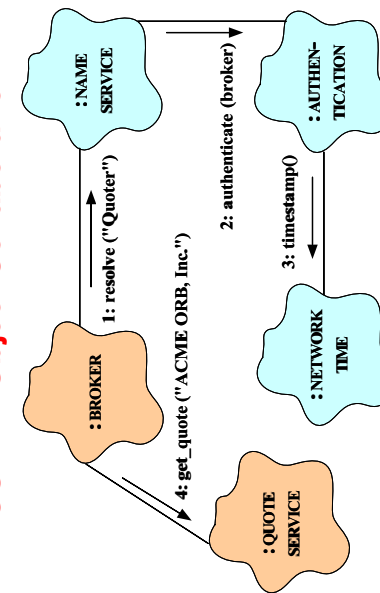 : NAME
SERVICE
: AUTHEN-
TICATION
2: authenticate (broker)
1: resolve ("Quoter")
3: timestamp()
: BROKER
: NETWORK
TIME
4: get_quote ("ACME ORB, Inc.")
: QUOTE
SERVICE